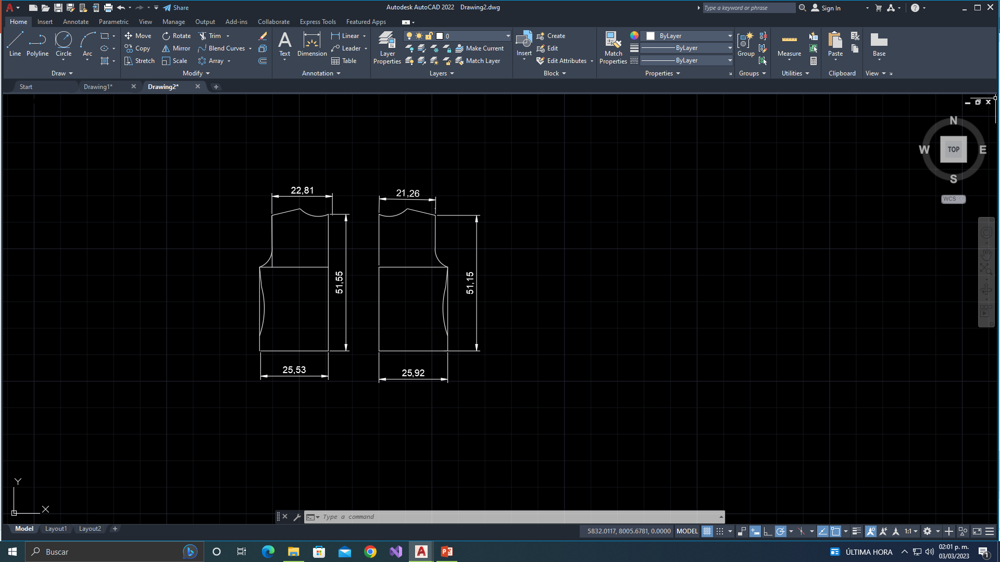 Share
Autodesk AutoCAD 2022 Drawing2.dwg
Type a keyword or phrase
Sign In
Home Insert Annotate Parametric View Manage Output Add-ins Collaborate Express Tools Featured Apps
Line Polyline Circle Arc
Move Rotate Trim
Copy Mirror Blend Curves
Stretch Scale Array
Text Dimension
Linear
Leader
Table
Layer Properties
0
Make Current
Match Layer
Insert
Create
Edit
Edit Attributes
Match Properties
ByLayer
ByLayer
ByLayer
Group
Measure
Paste
Base
Draw Modify Annotation Layers Block Properties Groups Utilities Clipboard View
Start Drawing1* Drawing2*
N
W TOP E
S
WCS
22,81 21,26
51,55 51,15
25,53 25,92
Y
X
Type a command
Model Layout1 Layout2
5832.0117, 8005.6781, 0.0000 MODEL 1:1
Buscar
ÚLTIMA HORA
02:01 p. m.
03/03/2023
1